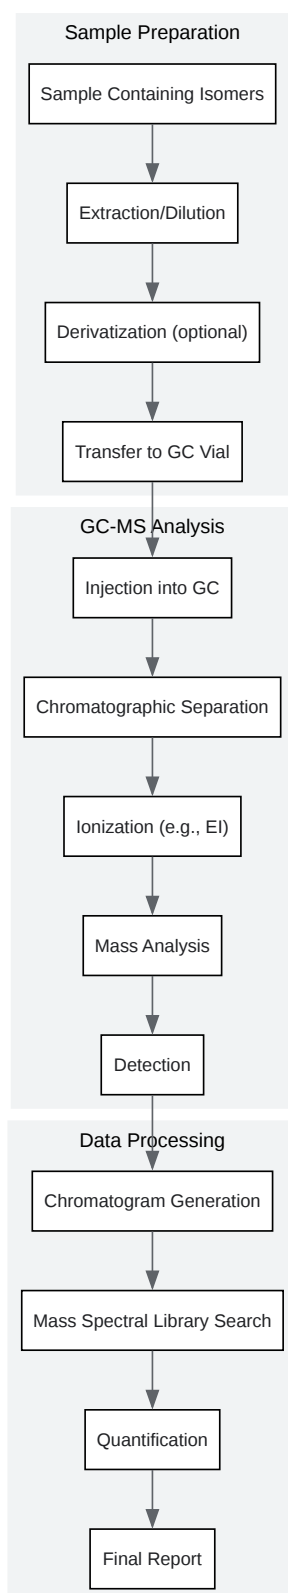 Sample Preparation
Sample Containing Isomers
Extraction/Dilution
Derivatization (optional)
Transfer to GC Vial
GC-MS Analysis
Injection into GC
Chromatographic Separation
Ionization (e.g., EI)
Mass Analysis
Detection
Data Processing
Chromatogram Generation
Mass Spectral Library Search
Quantification
Final Report